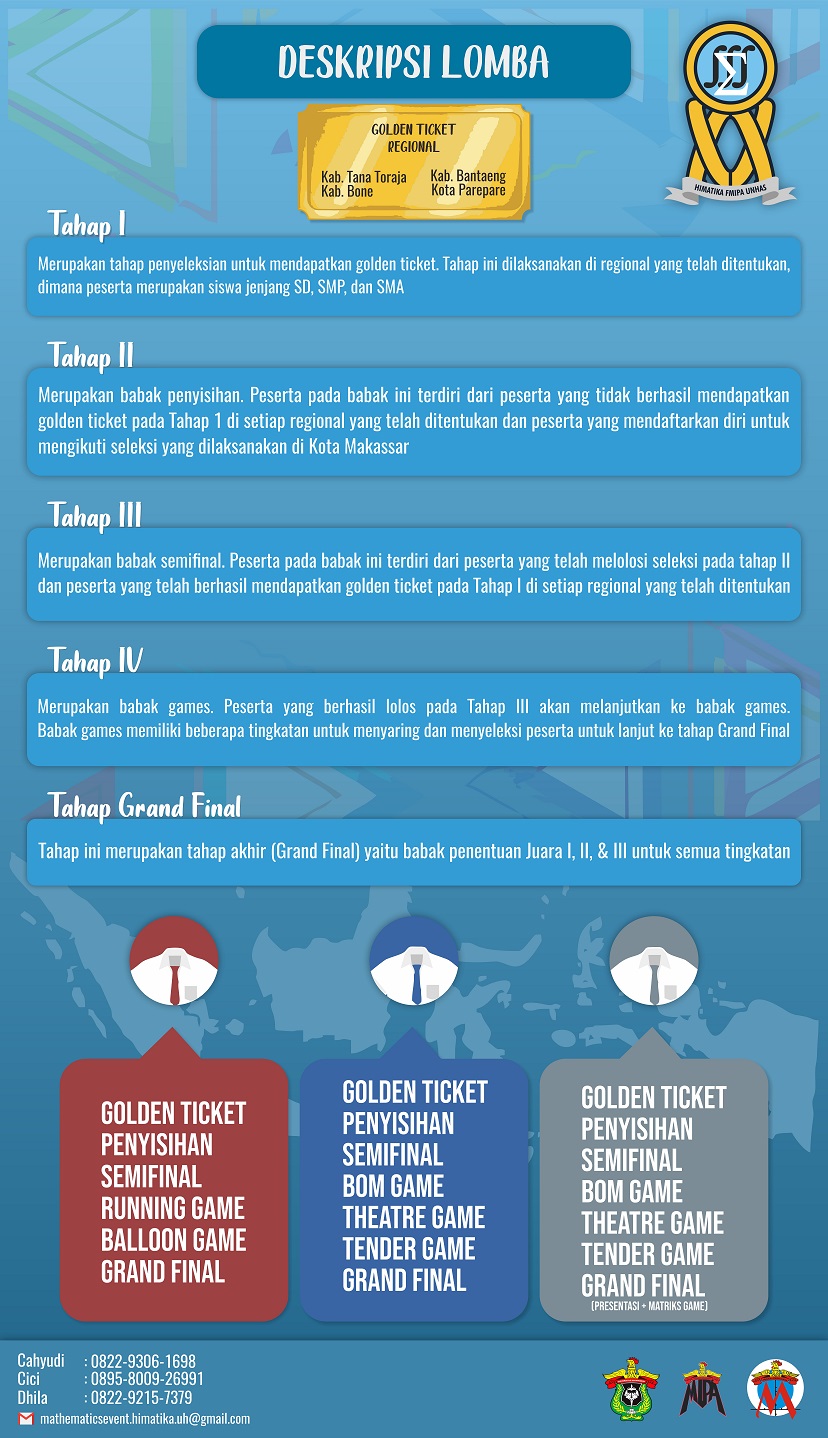 DESKRIPSI LOMBA
HIMATIKA FMIPA UNHAS
GOLDEN TICKET
REGIONAL
Kab. Tana Toraja
Kab. Bone
Kab. Bantaeng
Kota Parepare
Tahap I
Merupakan tahap penyeleksian untuk mendapatkan golden ticket. Tahap ini dilaksanakan di regional yang telah ditentukan,
dimana peserta merupakan siswa jenjang SD, SMP, dan SMA
Tahap II
Merupakan babak penyisihan. Peserta pada babak ini terdiri dari peserta yang tidak berhasil mendapatkan
golden ticket pada Tahap 1 di setiap regional yang telah ditentukan dan peserta yang mendaftarkan diri untuk
mengikuti seleksi yang dilaksanakan di Kota Makassar
Tahap III
Merupakan babak semifinal. Peserta pada babak ini terdiri dari peserta yang telah melolosi seleksi pada tahap II
dan peserta yang telah berhasil mendapatkan golden ticket pada Tahap I di setiap regional yang telah ditentukan
Tahap IV
Merupakan babak games. Peserta yang berhasil lolos pada Tahap III akan melanjutkan ke babak games.
Babak games memiliki beberapa tingkatan untuk menyaring dan menyeleksi peserta untuk lanjut ke tahap Grand Final
Tahap Grand Final
Tahap ini merupakan tahap akhir (Grand Final) yaitu babak penentuan Juara I, II, & III untuk semua tingkatan
GOLDEN TICKET
PENYISIHAN
SEMIFINAL
RUNNING GAME
BALLOON GAME
GRAND FINAL
GOLDEN TICKET
PENYISIHAN
SEMIFINAL
BOM GAME
THEATRE GAME
TENDER GAME
GRAND FINAL
GOLDEN TICKET
PENYISIHAN
SEMIFINAL
BOM GAME
THEATRE GAME
TENDER GAME
GRAND FINAL
(PRESENTASI + MATRIKS GAME)
Cahyudi : 0822-9306-1698
Cici : 0895-8009-26991
Dhila : 0822-9215-7379
mathematicsevent.himatika.uh@gmail.com
MIPA